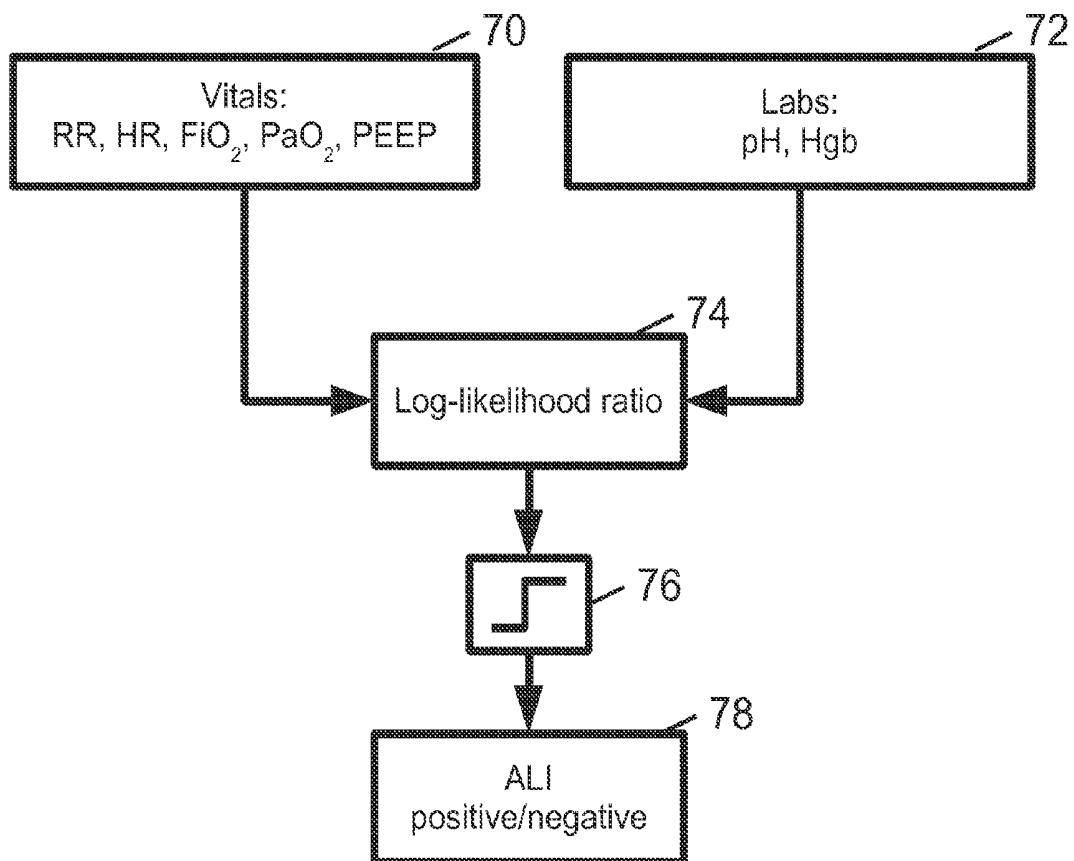 70
72
Vitals:
RR, HR, FiO₂, PaO₂, PEEP
Labs:
pH, Hgb
74
Log-likelihood ratio
76
78
ALI
positive/negative